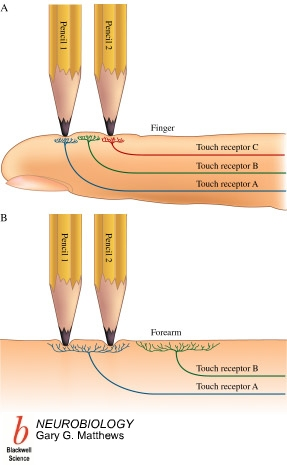 A
Pencil 1
Pencil 2
Finger
Touch receptor C
Touch receptor B
Touch receptor A
B
Pencil 1
Pencil 2
Forearm
Touch receptor B
Touch receptor A
b
Blackwell
Science
NEUROBIOLOGY
Gary G. Matthews